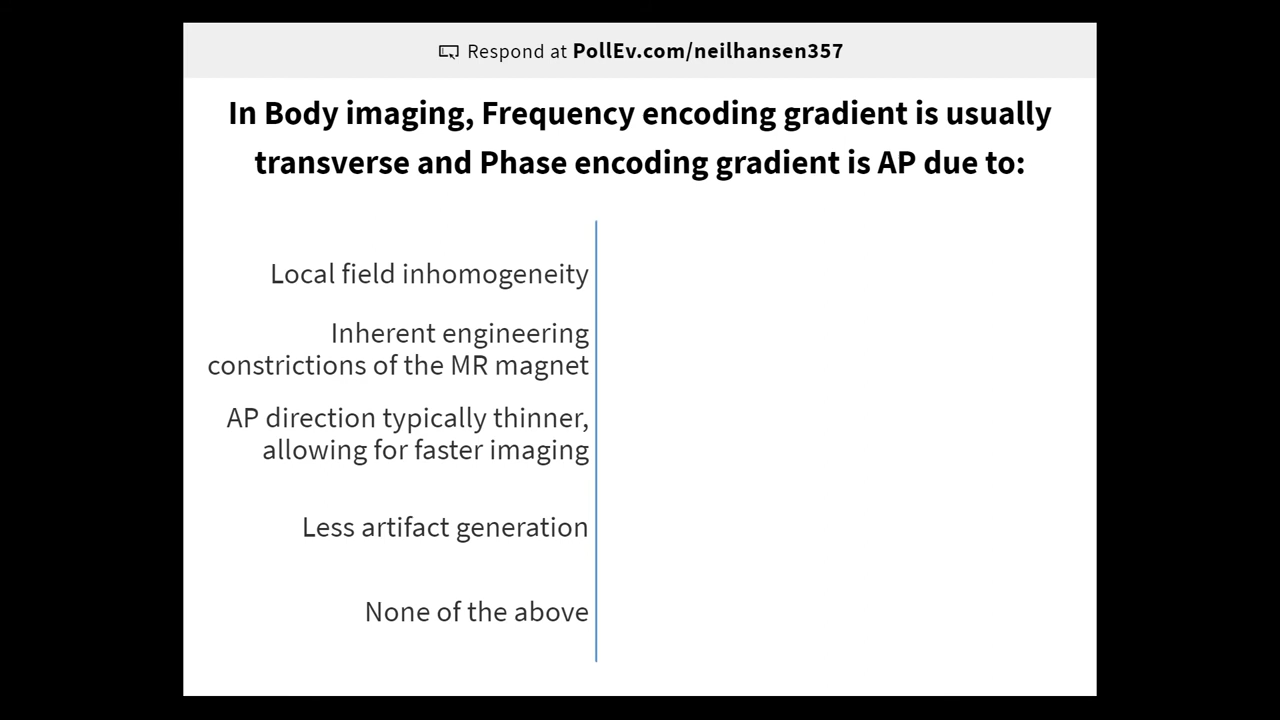 Respond at PollEv.com/neilhansen357
In Body imaging, Frequency encoding gradient is usually
transverse and Phase encoding gradient is AP due to:
Local field inhomogeneity
Inherent engineering
constrictions of the MR magnet
AP direction typically thinner,
allowing for faster imaging
Less artifact generation
None of the above